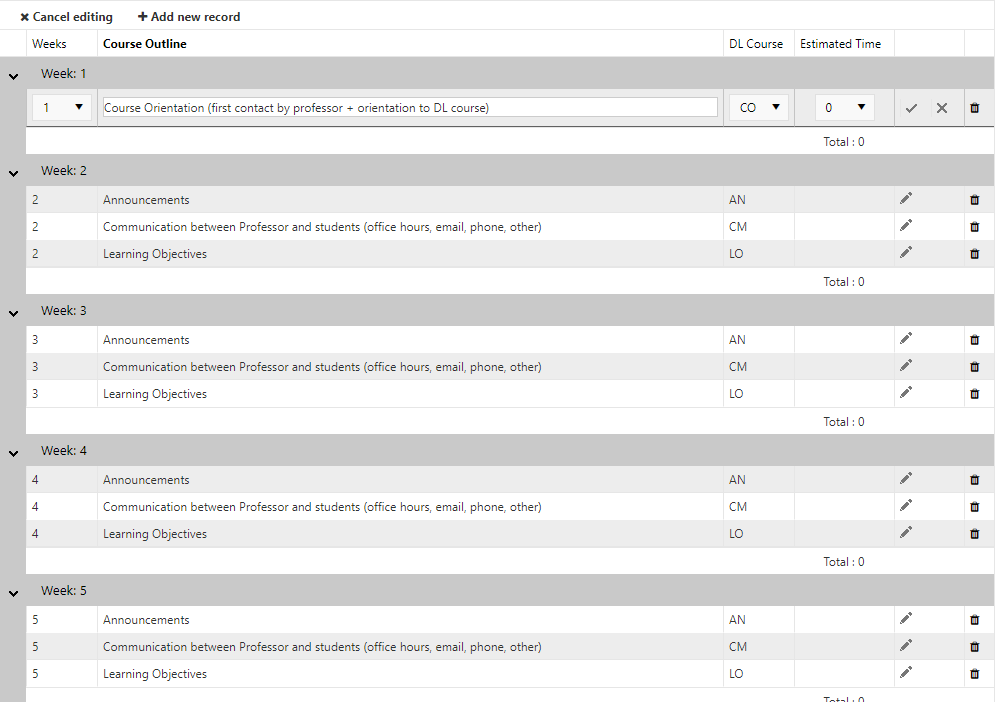 Cancel editing Add new record
Weeks Course Outline DL Course Estimated Time
Week: 1
1 Course Orientation (first contact by professor + orientation to DL course) CO 0
Total : 0
Week: 2
2 Announcements AN
2 Communication between Professor and students (office hours, email, phone, other) CM
2 Learning Objectives LO
Total : 0
Week: 3
3 Announcements AN
3 Communication between Professor and students (office hours, email, phone, other) CM
3 Learning Objectives LO
Total : 0
Week: 4
4 Announcements AN
4 Communication between Professor and students (office hours, email, phone, other) CM
4 Learning Objectives LO
Total : 0
Week: 5
5 Announcements AN
5 Communication between Professor and students (office hours, email, phone, other) CM
5 Learning Objectives LO
Total : 0